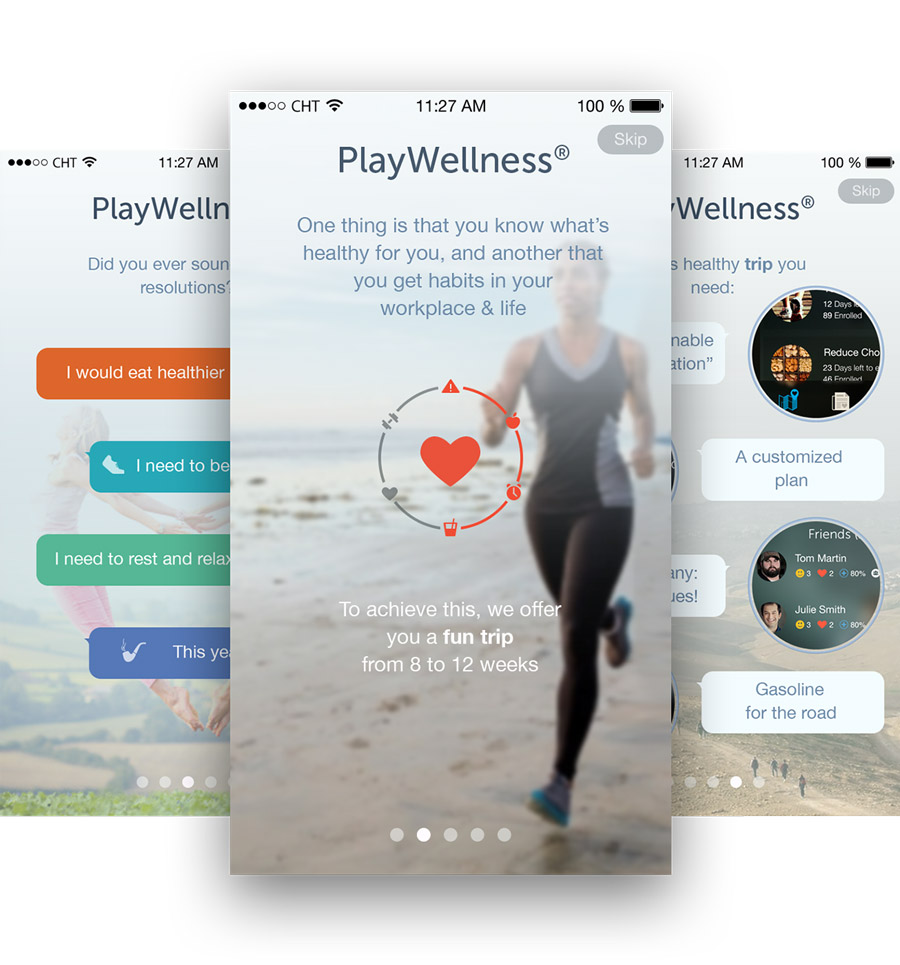 CHT 11:27 AM
PlayWelln
Did you ever soun
resolutions?
I would eat healthier
I need to be
I need to rest and relax
This yea
CHT 11:27 AM 100 %
Skip
PlayWellness®
One thing is that you know what's
healthy for you, and another that
you get habits in your
workplace & life
To achieve this, we offer
you a fun trip
from 8 to 12 weeks
11:27 AM 100 %
Skip
Wellness®
s healthy trip you
need:
nable
ation”
12 Days
89 Enrolled
Reduce Cho
23 Days left to e
46 Enrolled
A customized
plan
any:
ues!
Friends
Tom Martin
3 2 80%
Julie Smith
3 2 80%
Gasoline
for the road